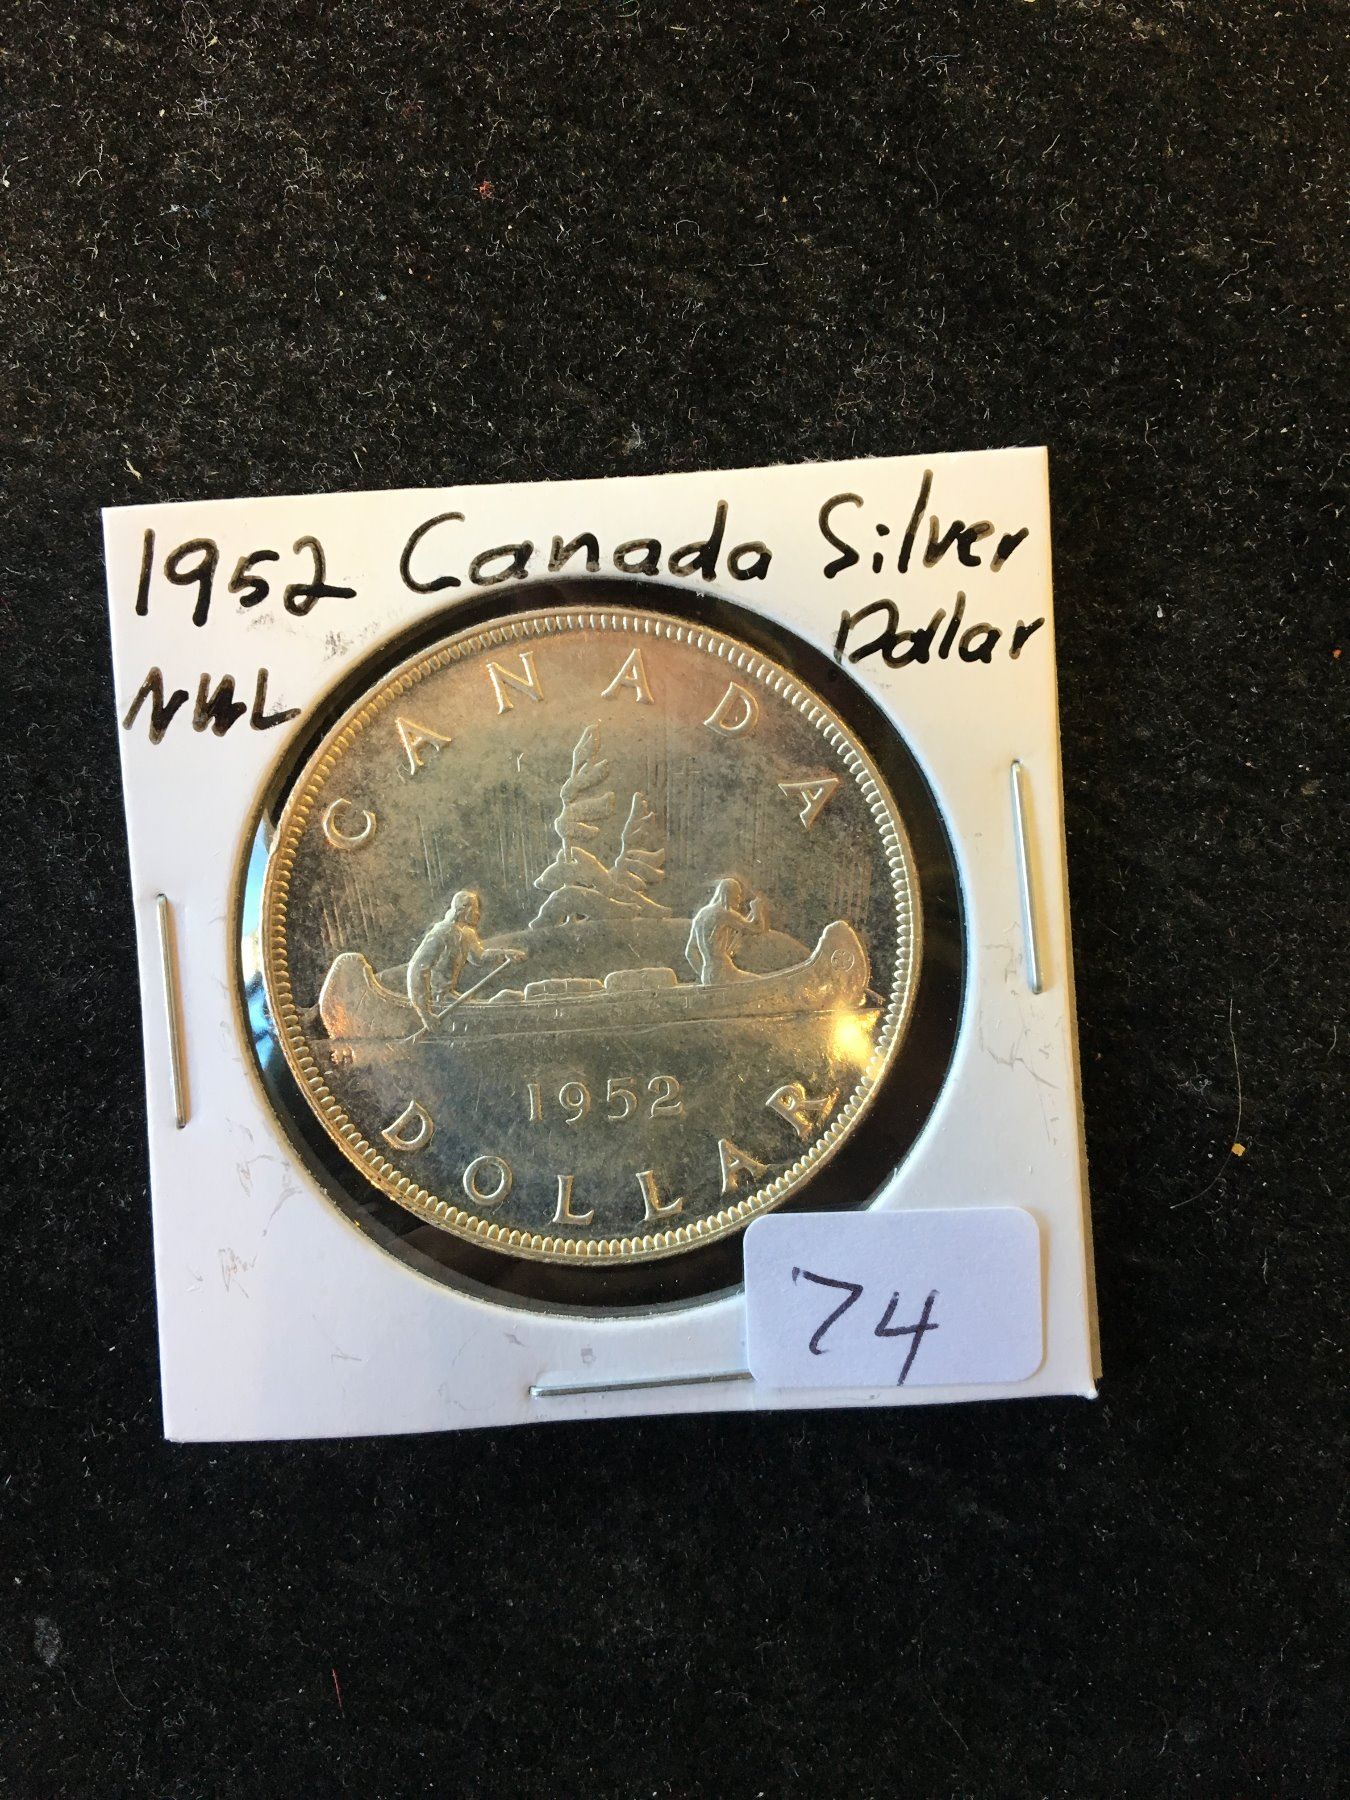 1952 Canada Silver
Dollar
NWL
CANADA
1952
DOLLAR
74